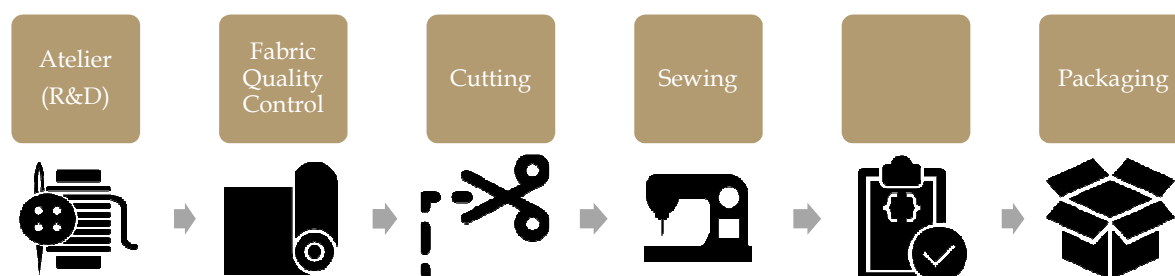 Atelier
(R&D)
Fabric
Quality
Control
Cutting
Sewing
Packaging